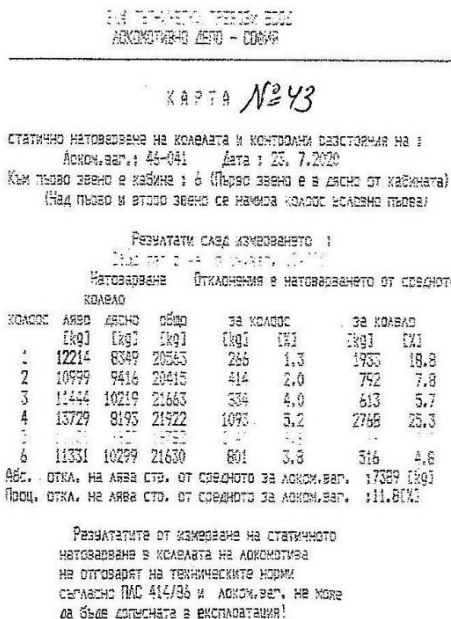 ЛОКОМОТИВНО ДЕПО - СОФИЯ
КАРТА №43
статично натоварване на колелата и контролни разстояния на :
Локом.ваг.: 46-041 Дата : 23. 7.2020
Към първо звено е кабина : 6 (Първо звено е в дясно от кабината)
(Над първо и второ звено се намира колоос условно първа)
Резултати след измерването :
Натоварване Отклонения в натоварването от средното
колело
колоос ляво дясно общо за колоос за колело
[kg] [kg] [kg] [kg] [%] [kg] [%]
1 12214 8349 20563 266 1.3 1933 18.8
2 10999 9416 20415 414 2.0 792 7.8
3 11444 10219 21663 834 4.0 613 5.7
4 13729 8193 21922 1093 5.2 2768 25.3
6 11331 10299 21630 801 3.8 516 4.8
Абс. откл. на лява стр. от средното за локом.ваг. :7389 [kg]
Проц. откл. на лява стр. от средното за локом.ваг. :11.8[%]
Резултатите от измерване на статичното
натоварване в колелата на локомотива
не отговарят на техническите норми
съгласно ПЛС 414/86 и локом.ваг. не може
да бъде допусната в експлоатация!